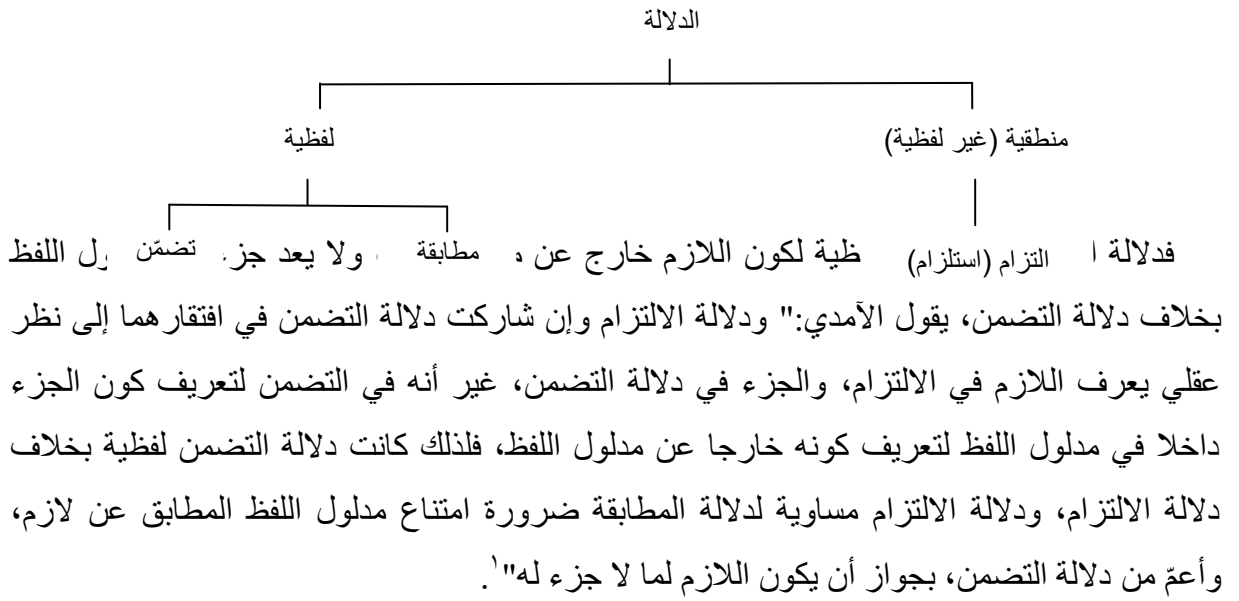 الدلالة
منطقية (غير لفظية) لفظية
التزام (استلزام) مطابقة تضمّن
فدلالة ظية لكون اللازم خارج عن ولا يعد اللفظ
بخلاف دلالة التضمن، يقول الآمدي:" ودلالة الالتزام وإن شاركت دلالة التضمن في افتقارهما إلى نظر
عقلي يعرف اللازم في الالتزام، والجزء في دلالة التضمن، غير أنه في التضمن لتعريف كون الجزء
داخلا في مدلول اللفظ لتعريف كونه خارجا عن مدلول اللفظ، فلذلك كانت دلالة التضمن لفظية بخلاف
دلالة الالتزام، ودلالة الالتزام مساوية لدلالة المطابقة ضرورة امتناع مدلول اللفظ المطابق عن لازم،
وأعمّ من دلالة التضمن، بجواز أن يكون اللازم لما لا جزء له"١.